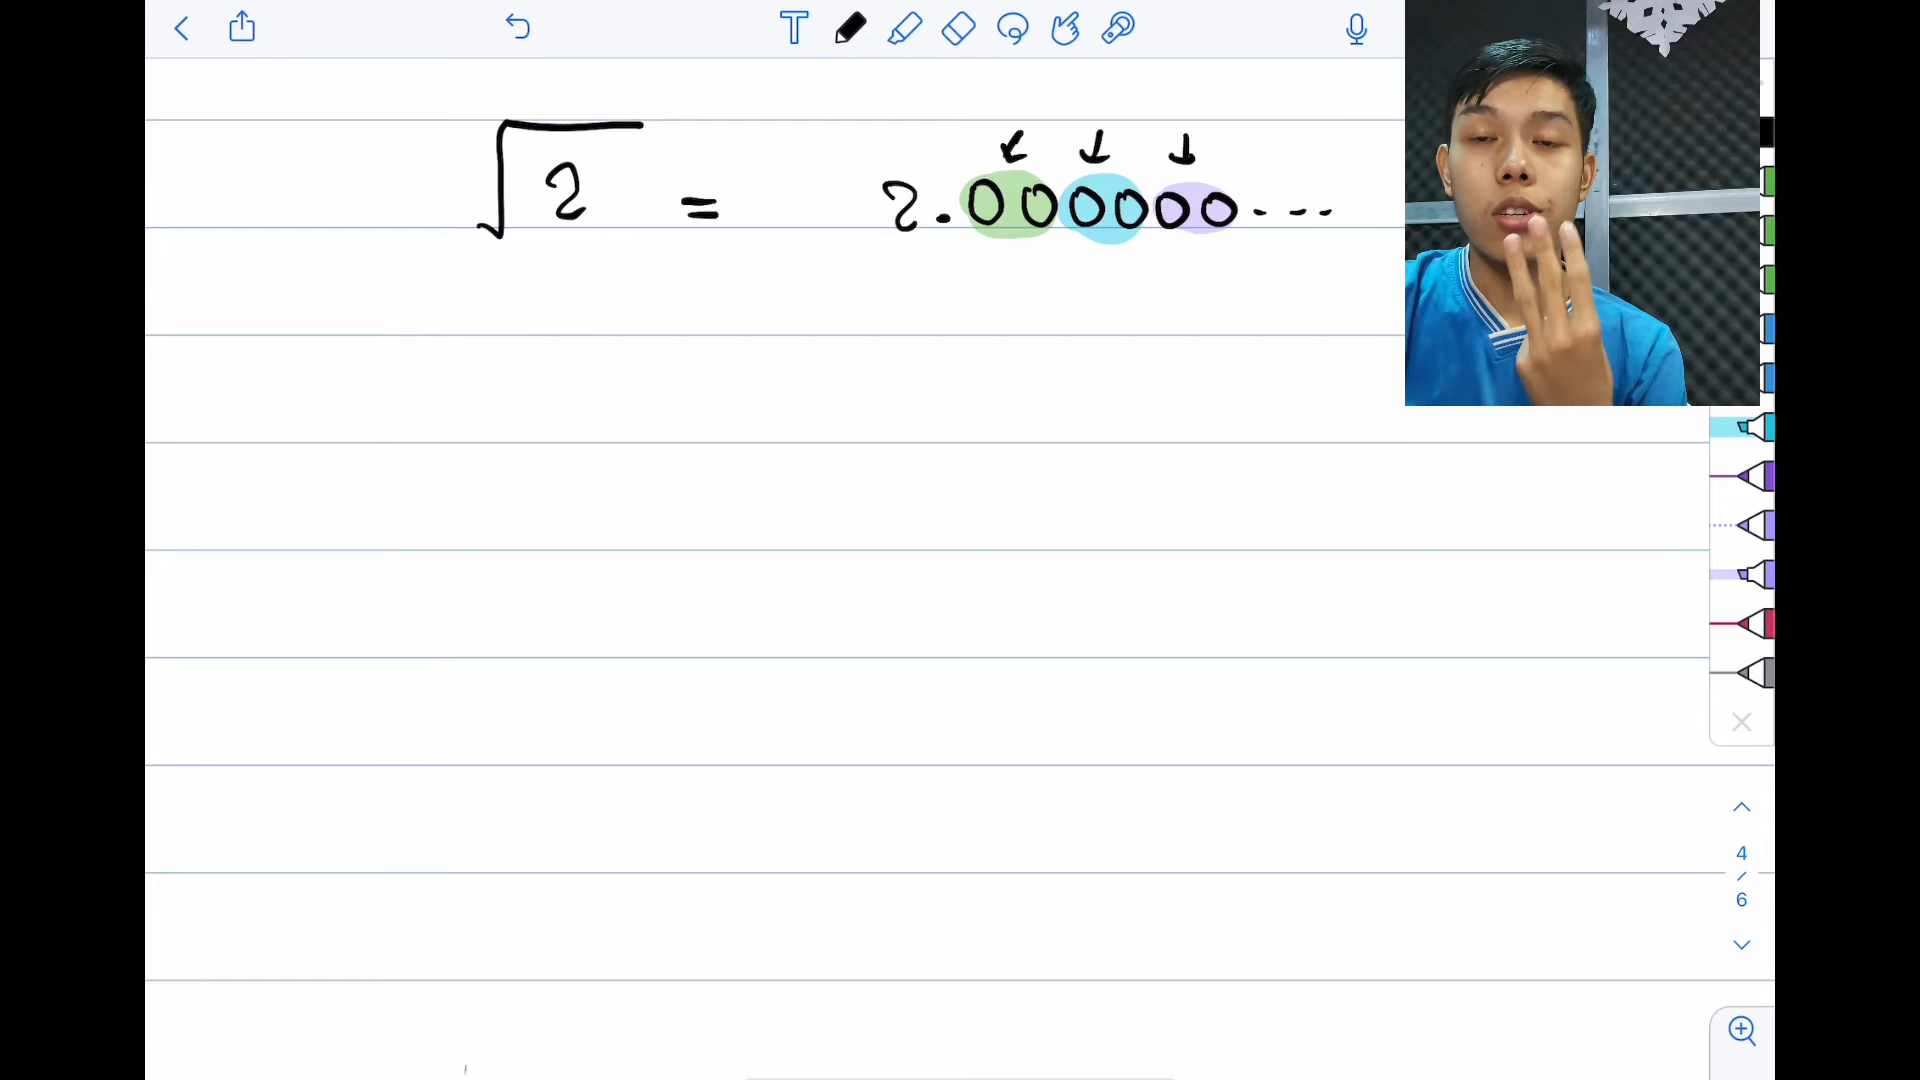 √2 = 2.000000...
4
/
6